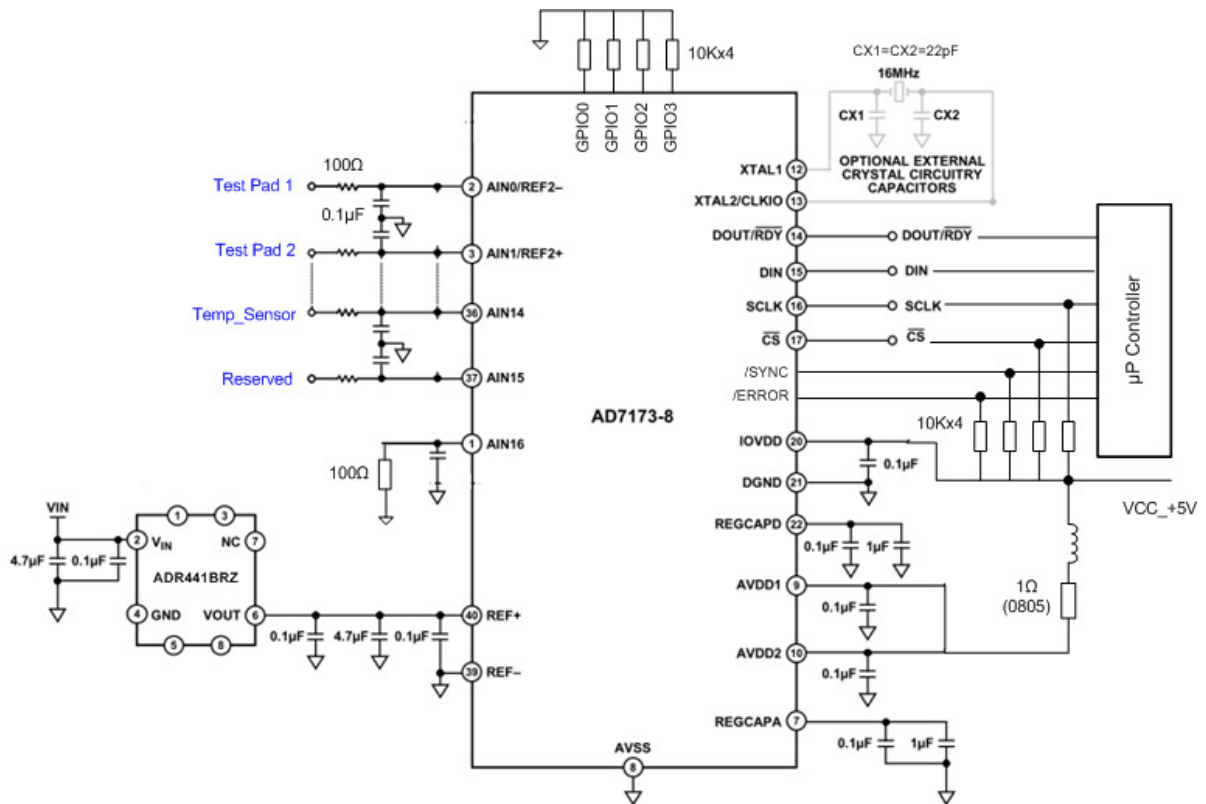 10Kx4
GPIO0
GPIO1
GPIO2
GPIO3
CX1=CX2=22pF
16MHz
CX1
CX2
OPTIONAL EXTERNAL
CRYSTAL CIRCUITRY
CAPACITORS
XTAL1
12
XTAL2/CLKIO
13
DOUT/RDY
14
DOUT/RDY
DIN
15
DIN
SCLK
16
SCLK
CS
17
CS
/SYNC
/ERROR
µP Controller
10Kx4
100Ω
Test Pad 1
2
AIN0/REF2–
0.1µF
Test Pad 2
3
AIN1/REF2+
Temp_Sensor
36
AIN14
Reserved
37
AIN15
AD7173-8
1
AIN16
100Ω
IOVDD
20
0.1µF
DGND
21
VCC_+5V
REGCAPD
22
0.1µF
1µF
AVDD1
9
0.1µF
1Ω
(0805)
AVDD2
10
0.1µF
REGCAPA
7
0.1µF
1µF
VIN
1
3
2
VIN
NC
7
4.7µF
0.1µF
ADR441BRZ
4
GND
VOUT
6
5
8
0.1µF
4.7µF
0.1µF
40
REF+
39
REF–
AVSS
8